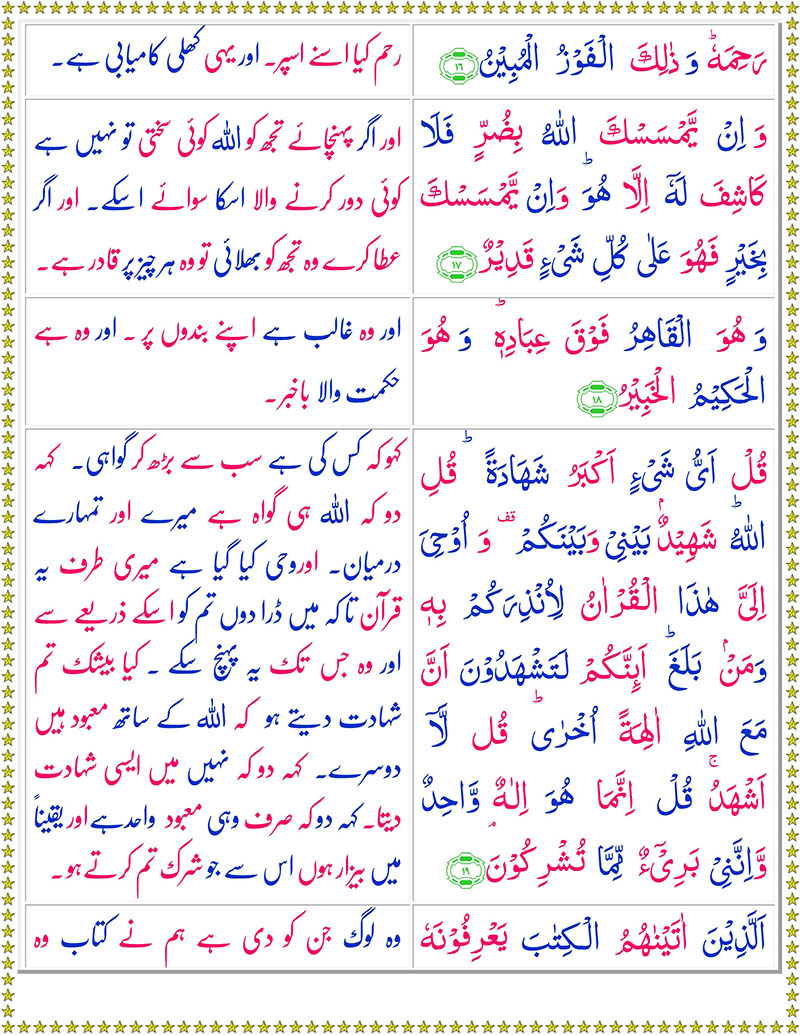 رَحِمَهٗ ؕ وَ ذٰلِكَ الْفَوْزُ الْمُبِيْنُ ﴿۱۶﴾
رحم کیا اسنے اسپر۔ اور یہی کھلی کامیابی ہے۔
وَ اِنْ يَّمْسَسْكَ اللّٰهُ بِضُرٍّ فَلَا
كَاشِفَ لَهٗۤ اِلَّا هُوَ ؕ وَاِنْ يَّمْسَسْكَ
بِخَيْرٍ فَهُوَ عَلٰى كُلِّ شَىْءٍ قَدِيْرٌ ﴿۱۷﴾
اور اگر پہنچائے تجھ کو اللہ کوئی سختی تو نہیں ہے
کوئی دور کرنے والا اسکا سوائے اسکے۔ اور اگر
عطا کرے وہ تجھ کو بھلائی تو وہ ہر چیز پر قادر ہے۔
وَ هُوَ الْقَاهِرُ فَوْقَ عِبَادِهٖ ؕ وَ هُوَ
الْحَكِيْمُ الْخَبِيْرُ ﴿۱۸﴾
اور وہ غالب ہے اپنے بندوں پر ۔ اور وہ ہے
حکمت والا باخبر۔
قُلْ اَىُّ شَىْءٍ اَكْبَرُ شَهَادَةً ؕ قُلِ
اللّٰهُ ؕ شَهِيْدٌۢ بَيْنِىْ وَبَيْنَكُمْ قف وَ اُوْحِىَ
اِلَىَّ هٰذَا الْقُرْاٰنُ لِاُنْذِرَكُمْ بِهٖ
وَمَنْۢ بَلَغَ ؕ اَىِٕنَّكُمْ لَتَشْهَدُوْنَ اَنَّ
مَعَ اللّٰهِ اٰلِهَةً اُخْرٰى ؕ قُل لَّاۤ
اَشْهَدُ ۚ قُلْ اِنَّمَا هُوَ اِلٰهٌ وَّاحِدٌ
وَّاِنَّنِىْ بَرِىْٓءٌ مِّمَّا تُشْرِكُوْنَ ﴿۱۹﴾
کہو کہ کس کی ہے سب سے بڑھ کر گواہی۔ کہہ
دو کہ اللہ ہی گواہ ہے میرے اور تمہارے
درمیان۔ اور وحی کیا گیا ہے میری طرف یہ
قرآن تاکہ میں ڈرا دوں تم کو اسکے ذریعے سے
اور وہ جس تک یہ پہنچ سکے ۔ کیا بیشک تم
شہادت دیتے ہو کہ اللہ کے ساتھ معبود ہیں
دوسرے۔ کہہ دو کہ نہیں میں ایسی شہادت
دیتا۔ کہہ دو کہ صرف وہی معبود واحد ہے اور یقیناً
میں بیزار ہوں اس سے جو شرک تم کرتے ہو۔
اَلَّذِيْنَ اٰتَيْنٰهُمُ الْكِتٰبَ يَعْرِفُوْنَهٗ
وہ لوگ جن کو دی ہے ہم نے کتاب وہ